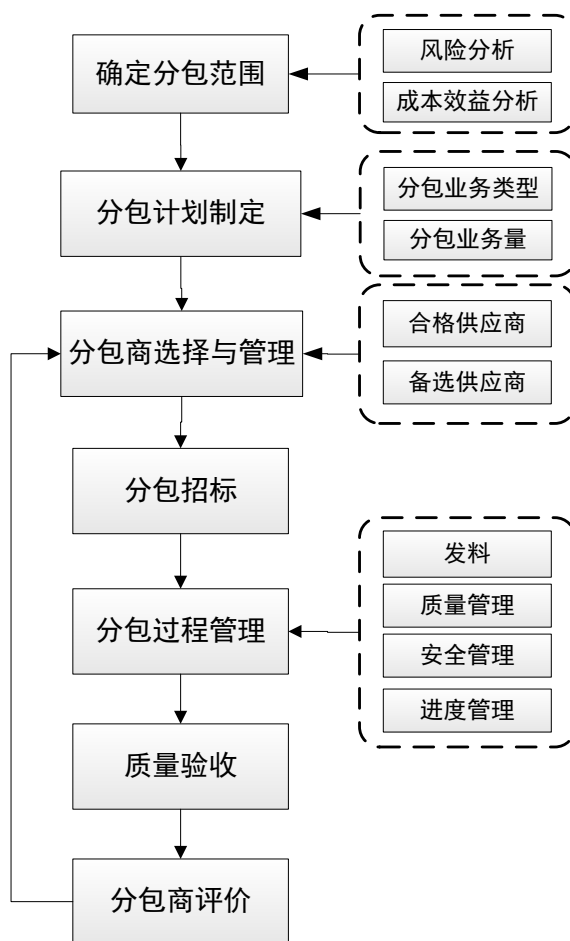 确定分包范围
风险分析
成本效益分析
分包计划制定
分包业务类型
分包业务量
分包商选择与管理
合格供应商
备选供应商
分包招标
分包过程管理
发料
质量管理
安全管理
进度管理
质量验收
分包商评价